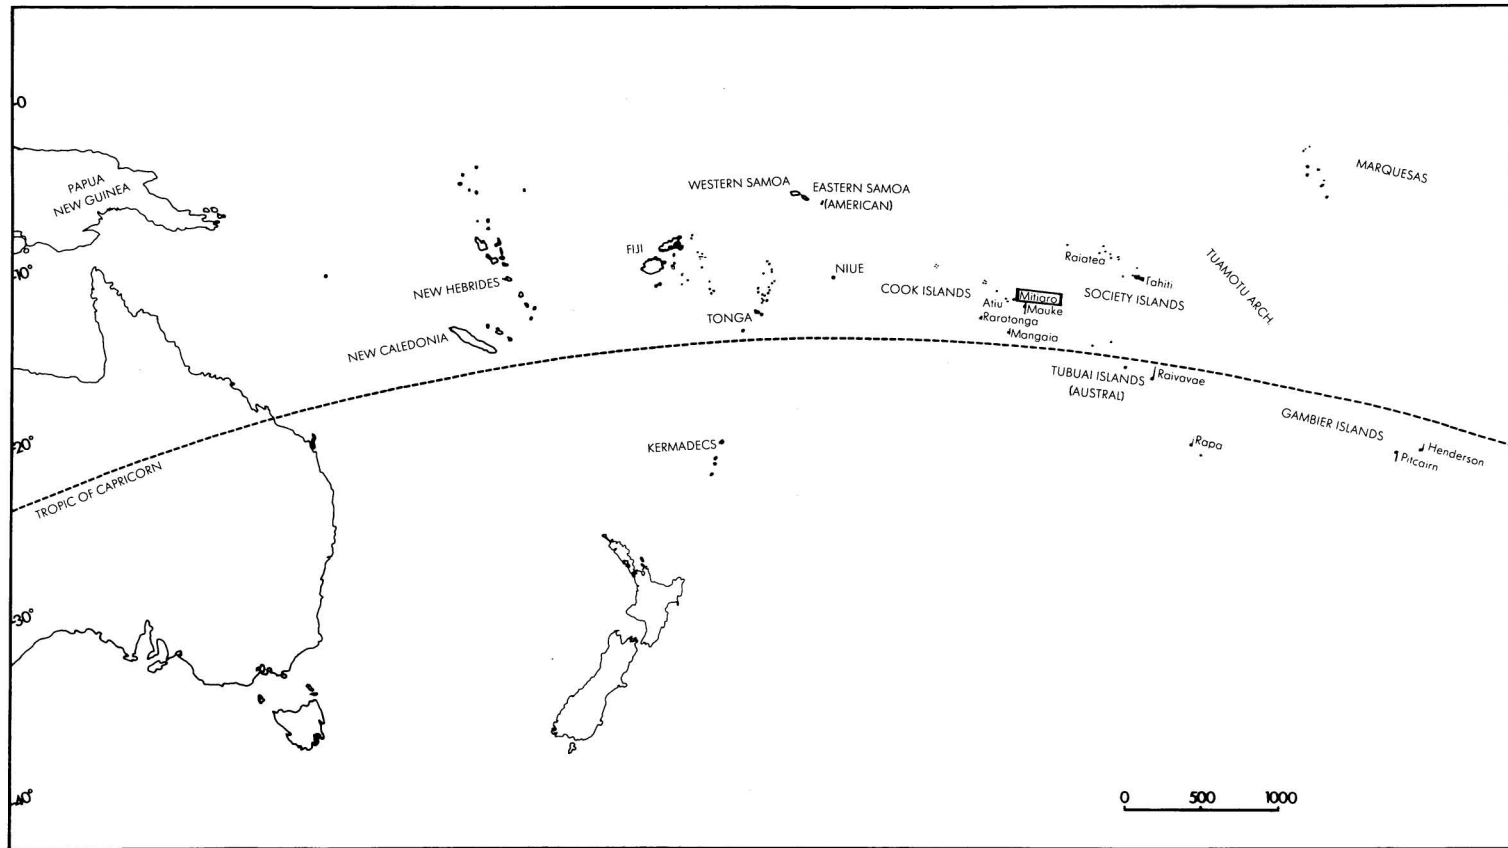 0
PAPUA
NEW GUINEA
WESTERN SAMOA
EASTERN SAMOA
(AMERICAN)
MARQUESAS
FIJI
10°
NEW HEBRIDES
NIUE
COOK ISLANDS
Raiatea
Tahiti
SOCIETY ISLANDS
TUAMOTU ARCH.
Mitiaro
Atiu
Mauke
Rarotonga
Mangaia
TONGA
NEW CALEDONIA
TUBUAI ISLANDS
(AUSTRAL)
Raivavae
GAMBIER ISLANDS
20°
KERMADECS
Rapa
Henderson
Pitcairn
TROPIC OF CAPRICORN
30°
40°
0 500 1000